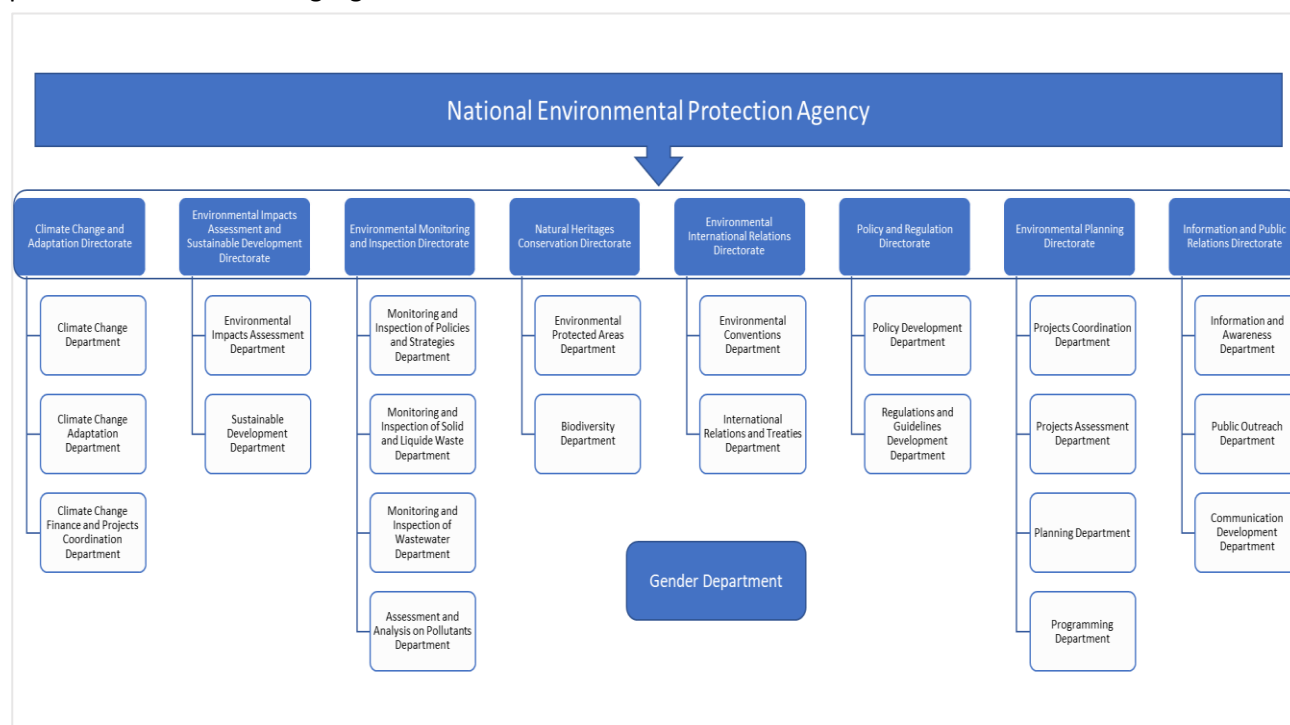 National Environmental Protection Agency
Climate Change and
Adaptation Directorate
Environmental Impacts
Assessment and
Sustainable Development
Directorate
Environmental Monitoring
and Inspection Directorate
Natural Heritages
Conservation Directorate
Environmental
International Relations
Directorate
Policy and Regulation
Directorate
Environmental Planning
Directorate
Information and Public
Relations Directorate
Climate Change
Department
Climate Change
Adaptation
Department
Climate Change
Finance and Projects
Coordination
Department
Environmental
Impacts Assessment
Department
Sustainable
Development
Department
Monitoring and
Inspection of Policies
and Strategies
Department
Monitoring and
Inspection of Solid
and Liquide Waste
Department
Monitoring and
Inspection of
Wastewater
Department
Assessment and
Analysis on Pollutants
Department
Environmental
Protected Areas
Department
Biodiversity
Department
Environmental
Conventions
Department
International
Relations and Treaties
Department
Policy Development
Department
Regulations and
Guidelines
Development
Department
Projects Coordination
Department
Projects Assessment
Department
Planning Department
Programming
Department
Information and
Awareness
Department
Public Outreach
Department
Communication
Development
Department
Gender Department